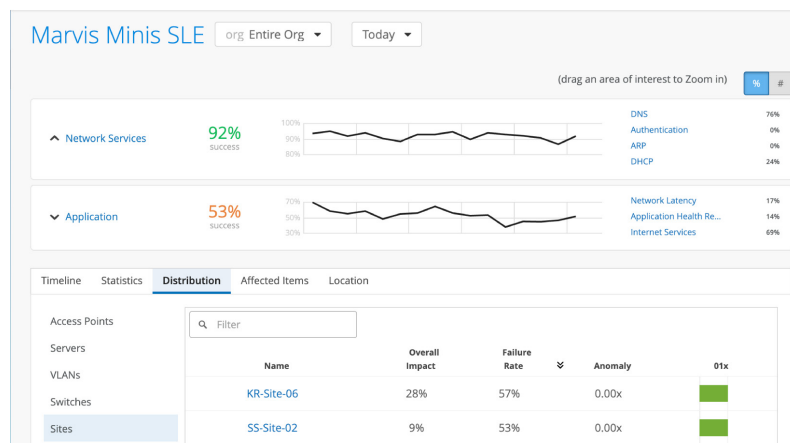 Marvis Minis SLE org Entire Org Today
(drag an area of interest to Zoom in) % #
Network Services 92% success 100% 90% 80%
DNS 76%
Authentication 0%
ARP 0%
DHCP 24%
Application 53% success 70% 50% 30%
Network Latency 17%
Application Health Re... 14%
Internet Services 69%
Timeline Statistics Distribution Affected Items Location
Access Points
Servers
VLANs
Switches
Sites
Filter
Name Overall Impact Failure Rate Anomaly 01x
KR-Site-06 28% 57% 0.00x
SS-Site-02 9% 53% 0.00x